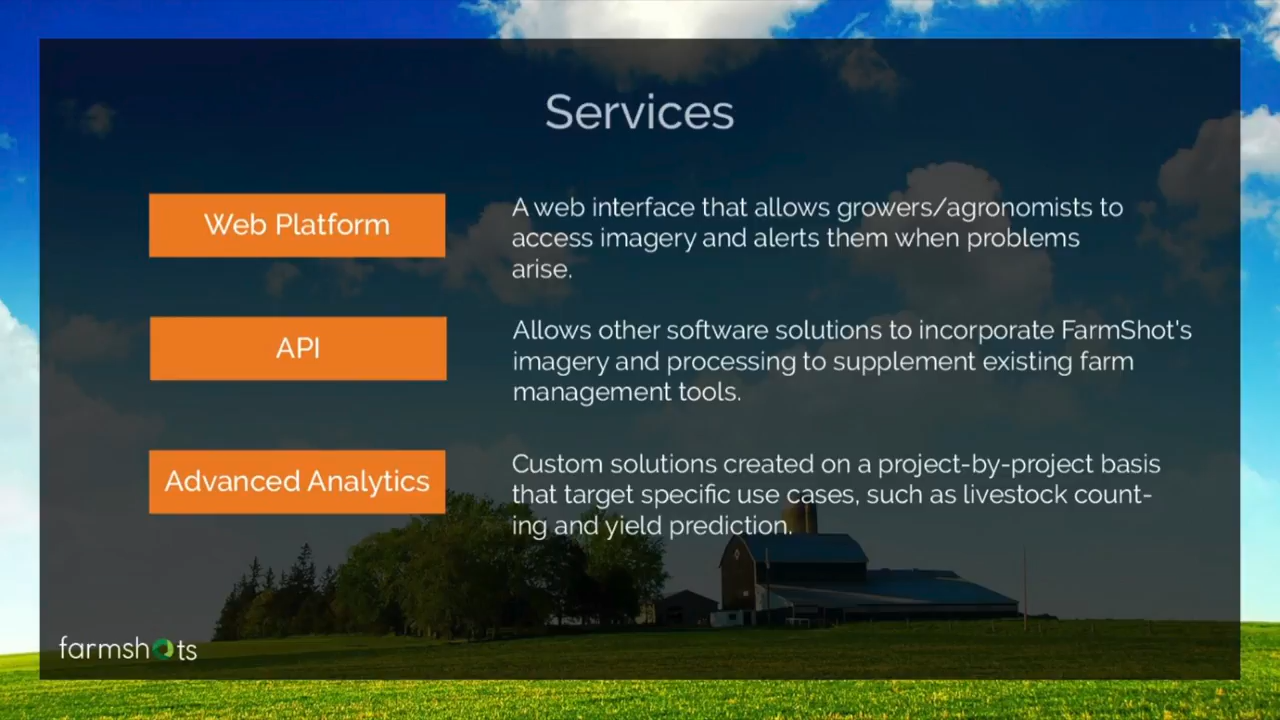 Services
Web Platform
A web interface that allows growers/agronomists to
access imagery and alerts them when problems
arise.
API
Allows other software solutions to incorporate FarmShot's
imagery and processing to supplement existing farm
management tools.
Advanced Analytics
Custom solutions created on a project-by-project basis
that target specific use cases, such as livestock count-
ing and yield prediction.
farmshots